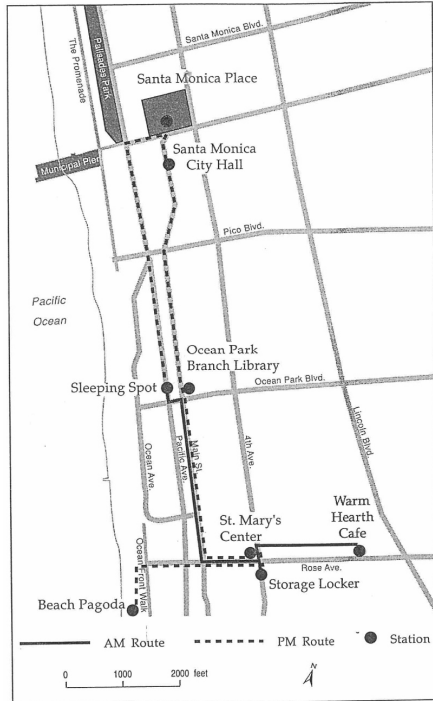 Santa Monica Blvd.
The Promenade
Palisades Park
Santa Monica Place
Municipal Pier
Santa Monica
City Hall
Pico Blvd.
Pacific
Ocean
Ocean Park
Branch Library
Sleeping Spot
Ocean Park Blvd.
Lincoln Blvd.
Ocean Ave.
Pacific Ave.
Main St.
4th Ave.
St. Mary's
Center
Warm
Hearth
Cafe
Rose Ave.
Storage Locker
Ocean Front Walk
Beach Pagoda
AM Route
PM Route
Station
0 1000 2000 feet
N